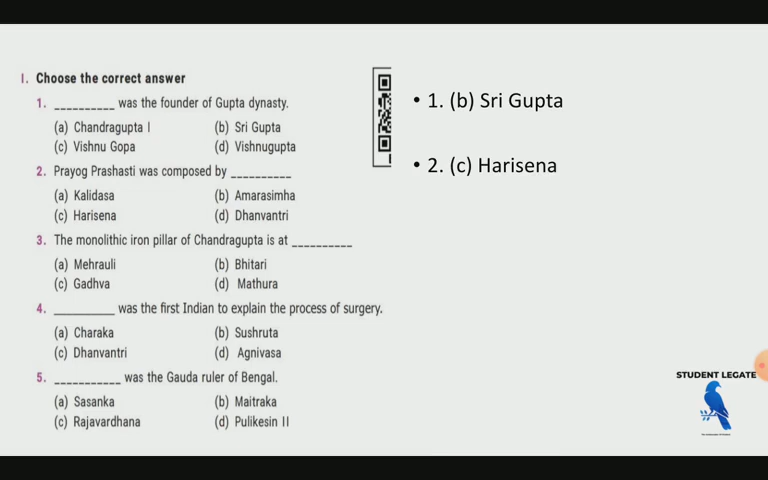 I. Choose the correct answer
1. __________ was the founder of Gupta dynasty.
(a) Chandragupta I (b) Sri Gupta
(c) Vishnu Gopa (d) Vishnugupta
2. Prayog Prashasti was composed by __________
(a) Kalidasa (b) Amarasimha
(c) Harisena (d) Dhanvantri
3. The monolithic iron pillar of Chandragupta is at __________
(a) Mehrauli (b) Bhitari
(c) Gadhva (d) Mathura
4. __________ was the first Indian to explain the process of surgery.
(a) Charaka (b) Sushruta
(c) Dhanvantri (d) Agnivasa
5. ___________ was the Gauda ruler of Bengal.
(a) Sasanka (b) Maitraka
(c) Rajavardhana (d) Pulikesin II
• 1. (b) Sri Gupta
• 2. (c) Harisena
STUDENT LEGATE